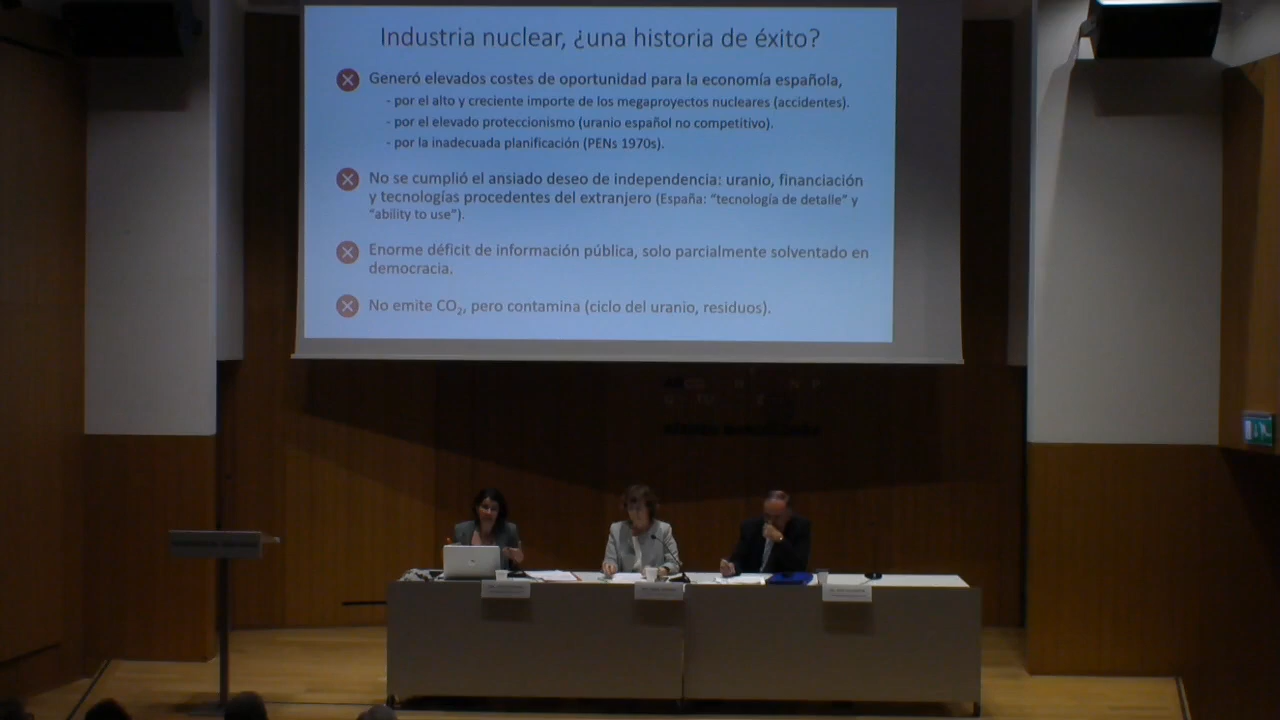 Industria nuclear, ¿una historia de éxito?
Generó elevados costes de oportunidad para la economía española,
- por el alto y creciente importe de los megaproyectos nucleares (accidentes).
- por el elevado proteccionismo (uranio español no competitivo).
- por la inadecuada planificación (PENs 1970s).
No se cumplió el ansiado deseo de independencia: uranio, financiación
y tecnologías procedentes del extranjero (España: “tecnología de detalle” y
“ability to use”).
Enorme déficit de información pública, solo parcialmente solventado en
democracia.
No emite CO₂, pero contamina (ciclo del uranio, residuos).